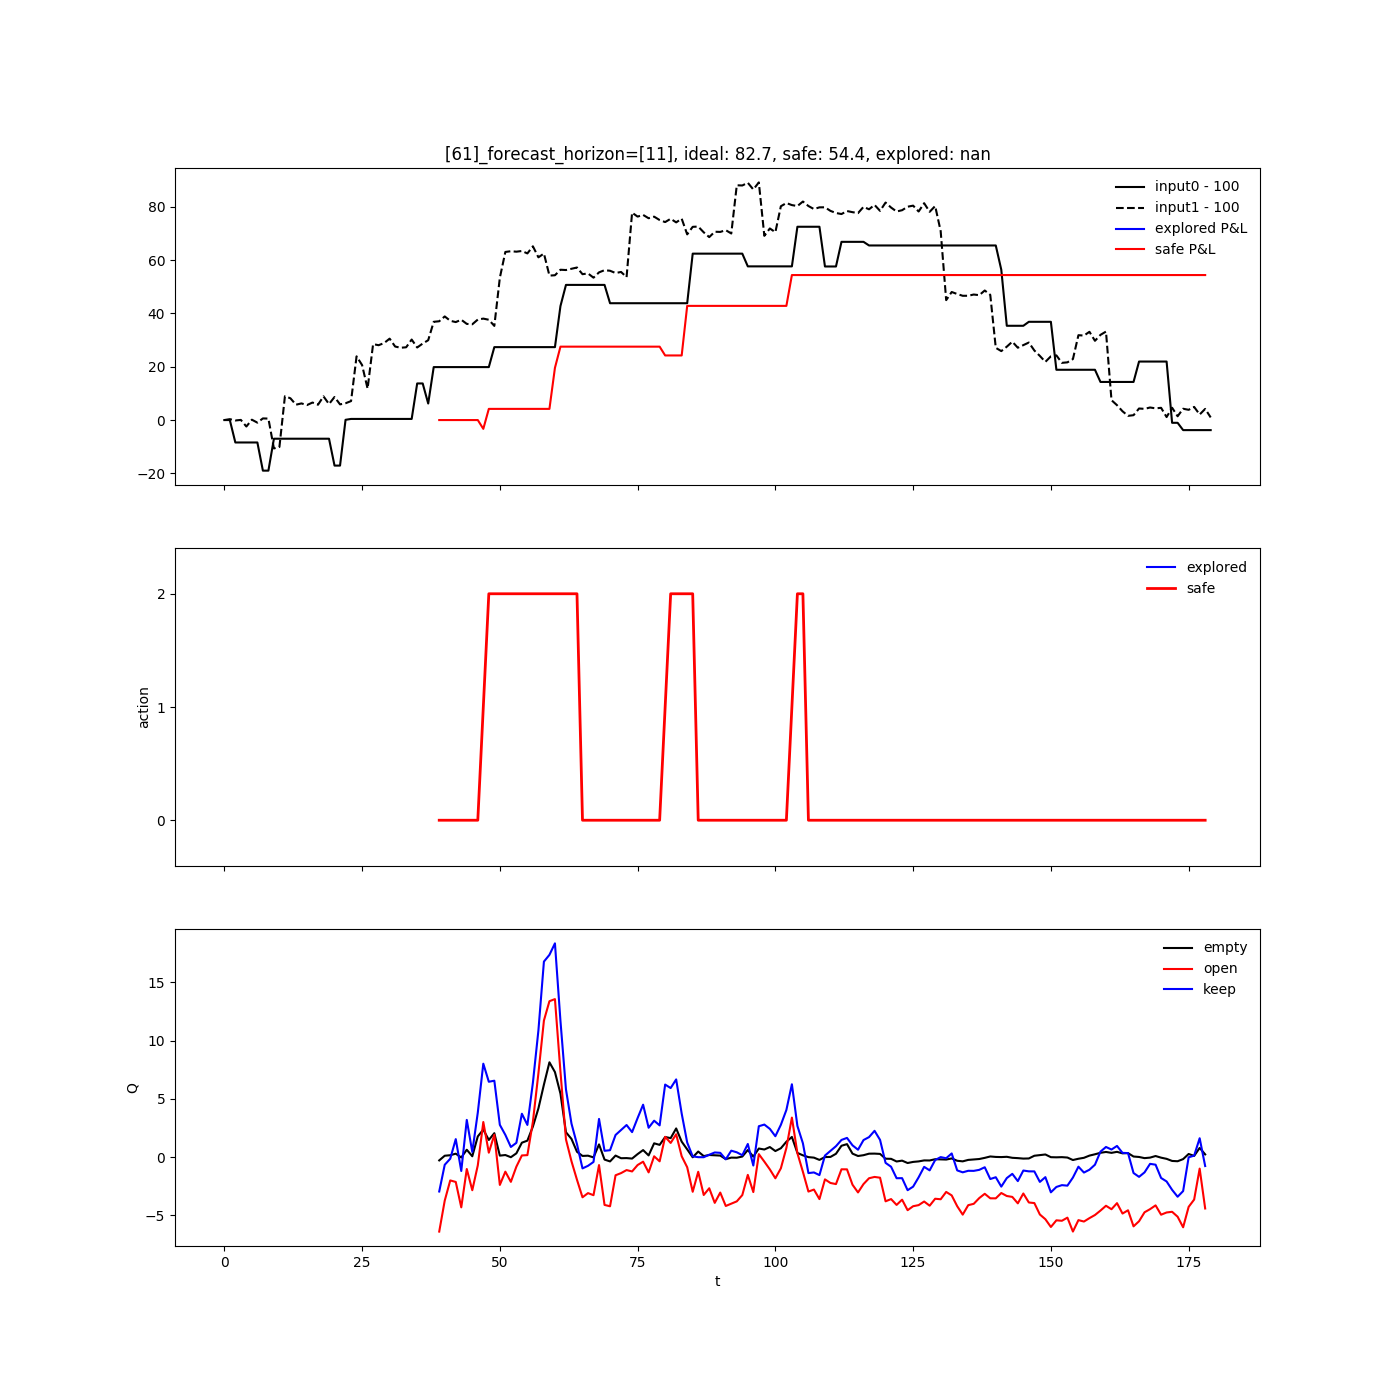 [61]_forecast_horizon=[11], ideal: 82.7, safe: 54.4, explored: nan
80
60
40
20
0
−20
input0 - 100
input1 - 100
explored P&L
safe P&L
2
1
0
action
explored
safe
15
10
5
0
−5
Q
empty
open
keep
0 25 50 75 100 125 150 175
t